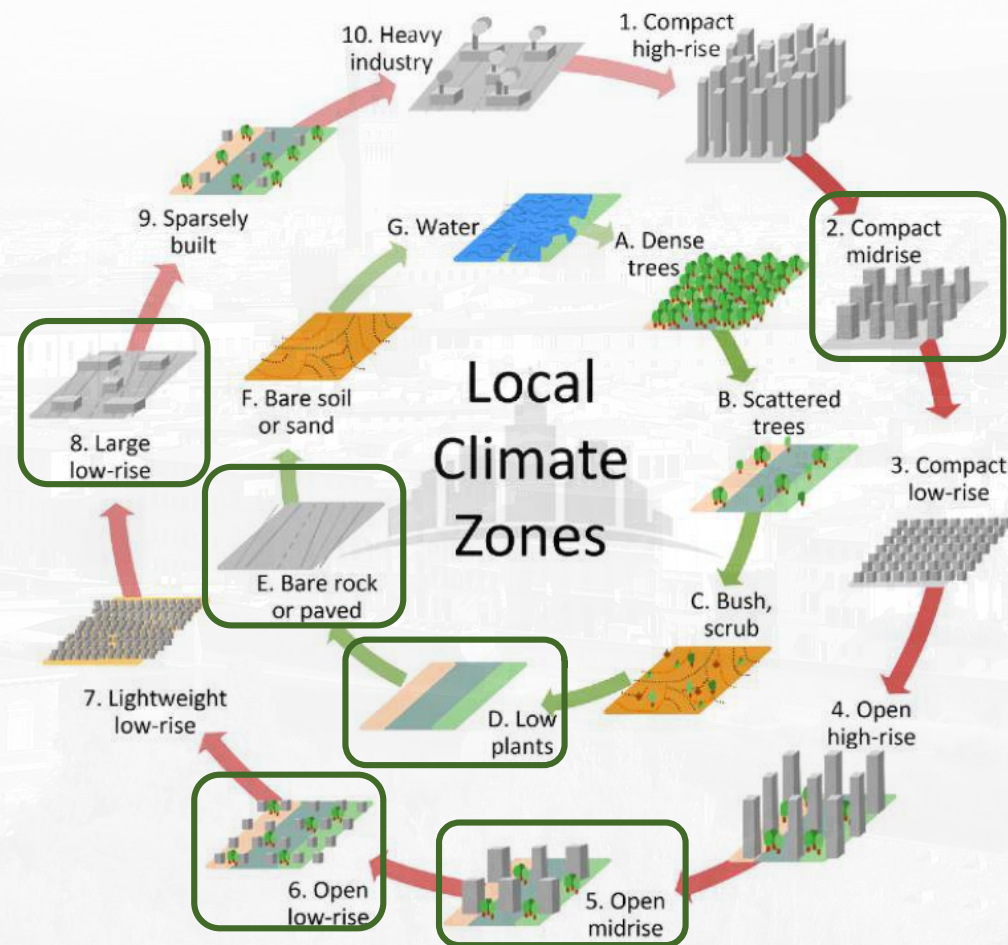 10. Heavy
industry
1. Compact
high-rise
9. Sparsely
built
G. Water
A. Dense
trees
2. Compact
midrise
8. Large
low-rise
F. Bare soil
or sand
Local
Climate
Zones
B. Scattered
trees
3. Compact
low-rise
E. Bare rock
or paved
C. Bush,
scrub
7. Lightweight
low-rise
D. Low
plants
4. Open
high-rise
6. Open
low-rise
5. Open
midrise